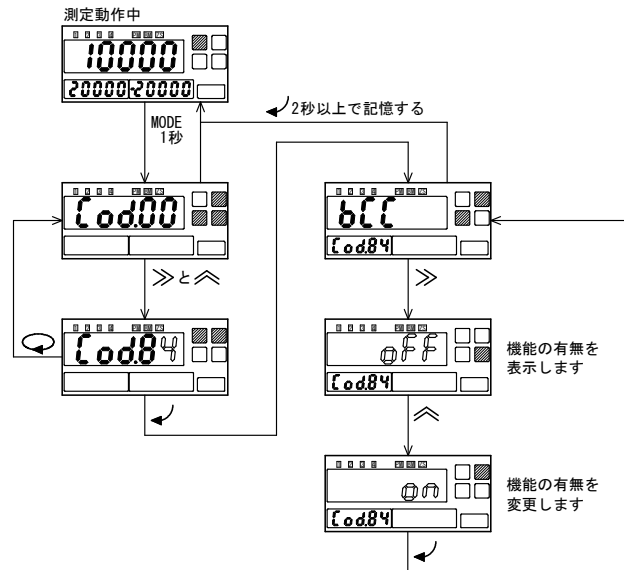 測定動作中
10000
20000 -20000
MODE
1秒
2秒以上で記憶する
Cod.00
bCC
Cod.84
≫と︽
≫
Cod.84
oFF
Cod.84
機能の有無を
表示します
︽
on
Cod.84
機能の有無を
変更します